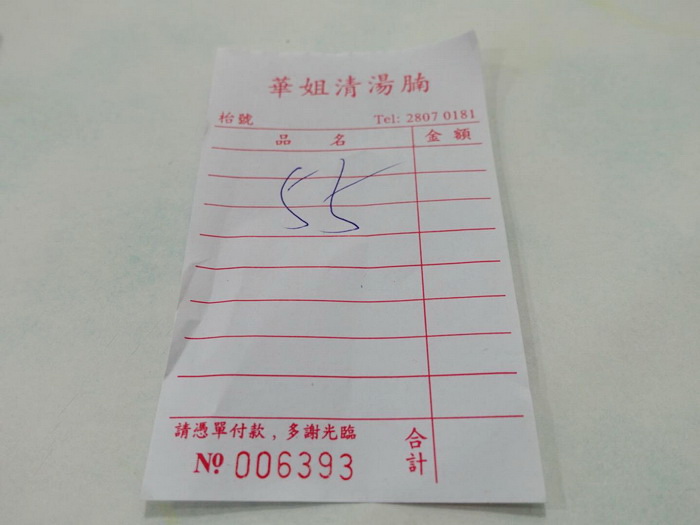 華姐清湯腩
枱號 Tel: 2807 0181
品名 金額
55
請憑單付款，多謝光臨
合計
№ 006393